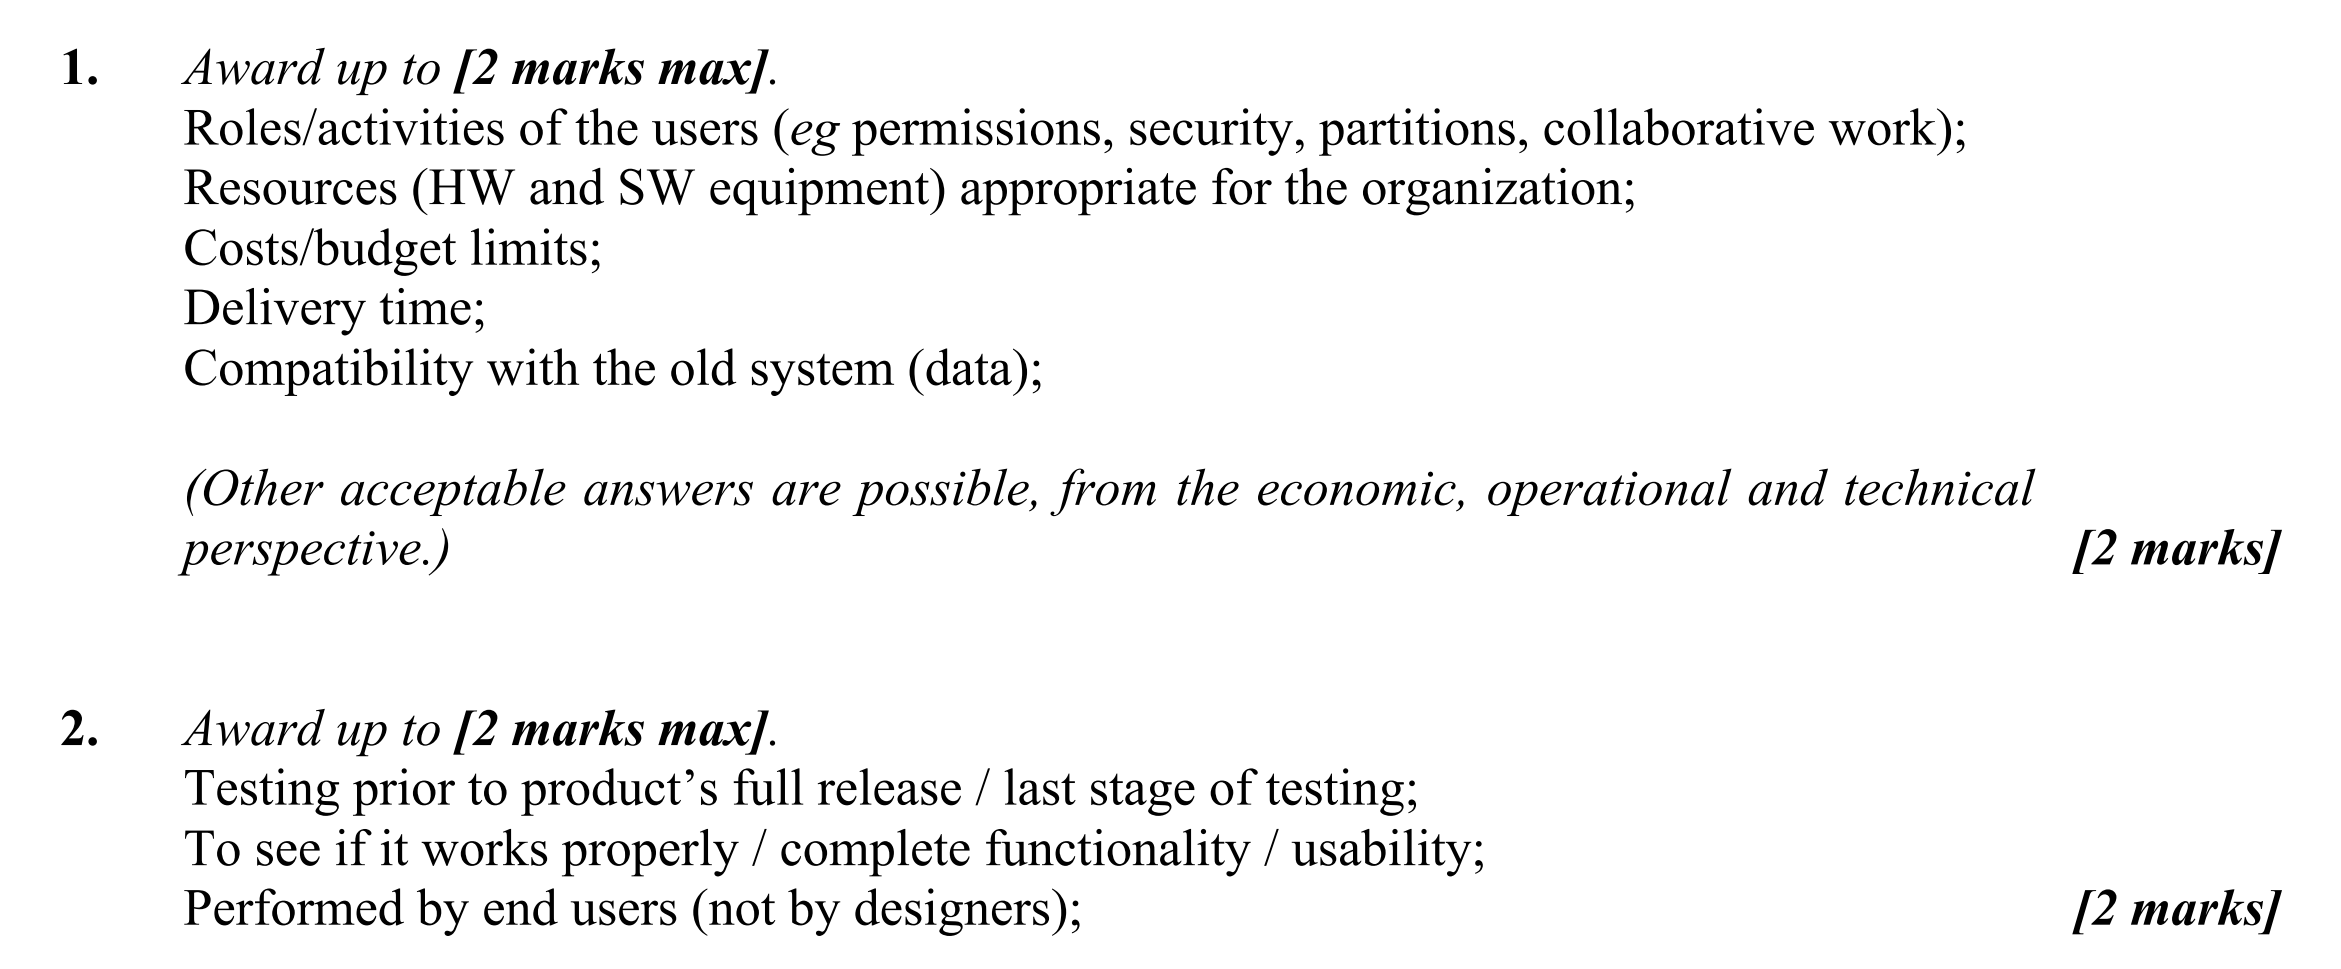 1. Award up to [2 marks max].
Roles/activities of the users (eg permissions, security, partitions, collaborative work);
Resources (HW and SW equipment) appropriate for the organization;
Costs/budget limits;
Delivery time;
Compatibility with the old system (data);
(Other acceptable answers are possible, from the economic, operational and technical
perspective.) [2 marks]
2. Award up to [2 marks max].
Testing prior to product’s full release / last stage of testing;
To see if it works properly / complete functionality / usability;
Performed by end users (not by designers); [2 marks]